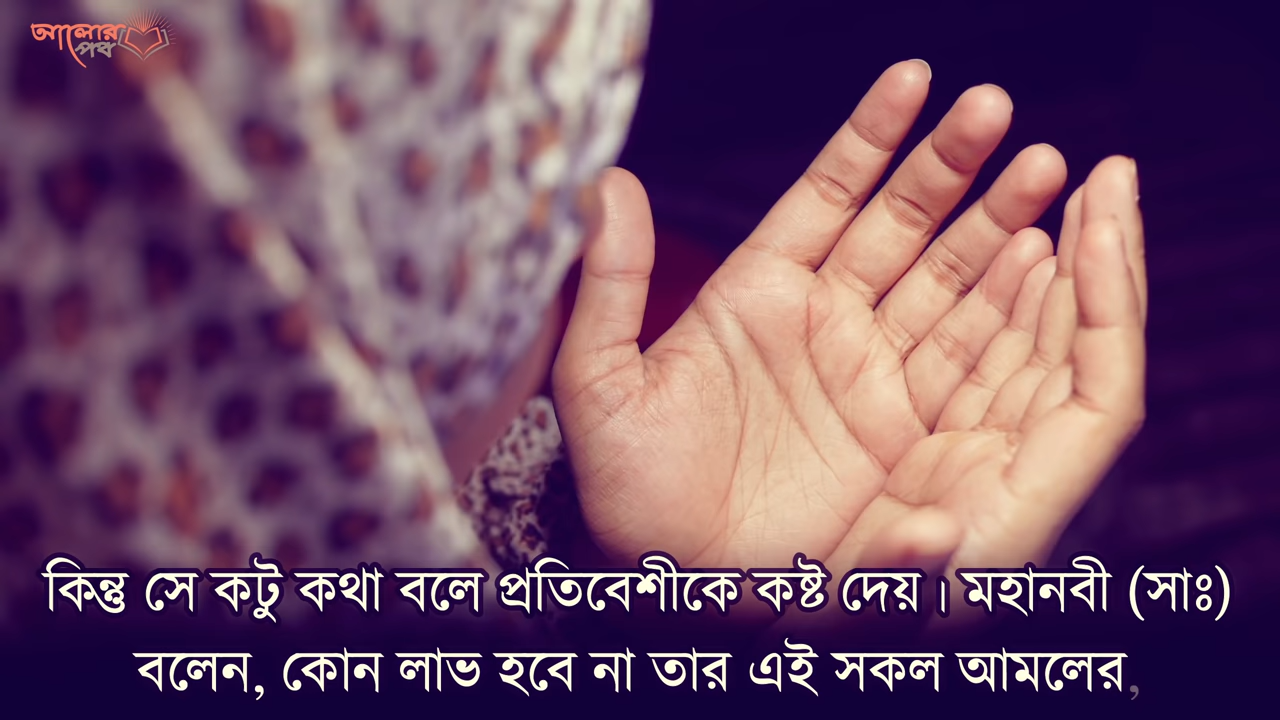 আলোর
পথ
কিন্তু সে কটু কথা বলে প্রতিবেশীকে কষ্ট দেয়। মহানবী (সাঃ)
বলেন, কোন লাভ হবে না তার এই সকল আমলের,